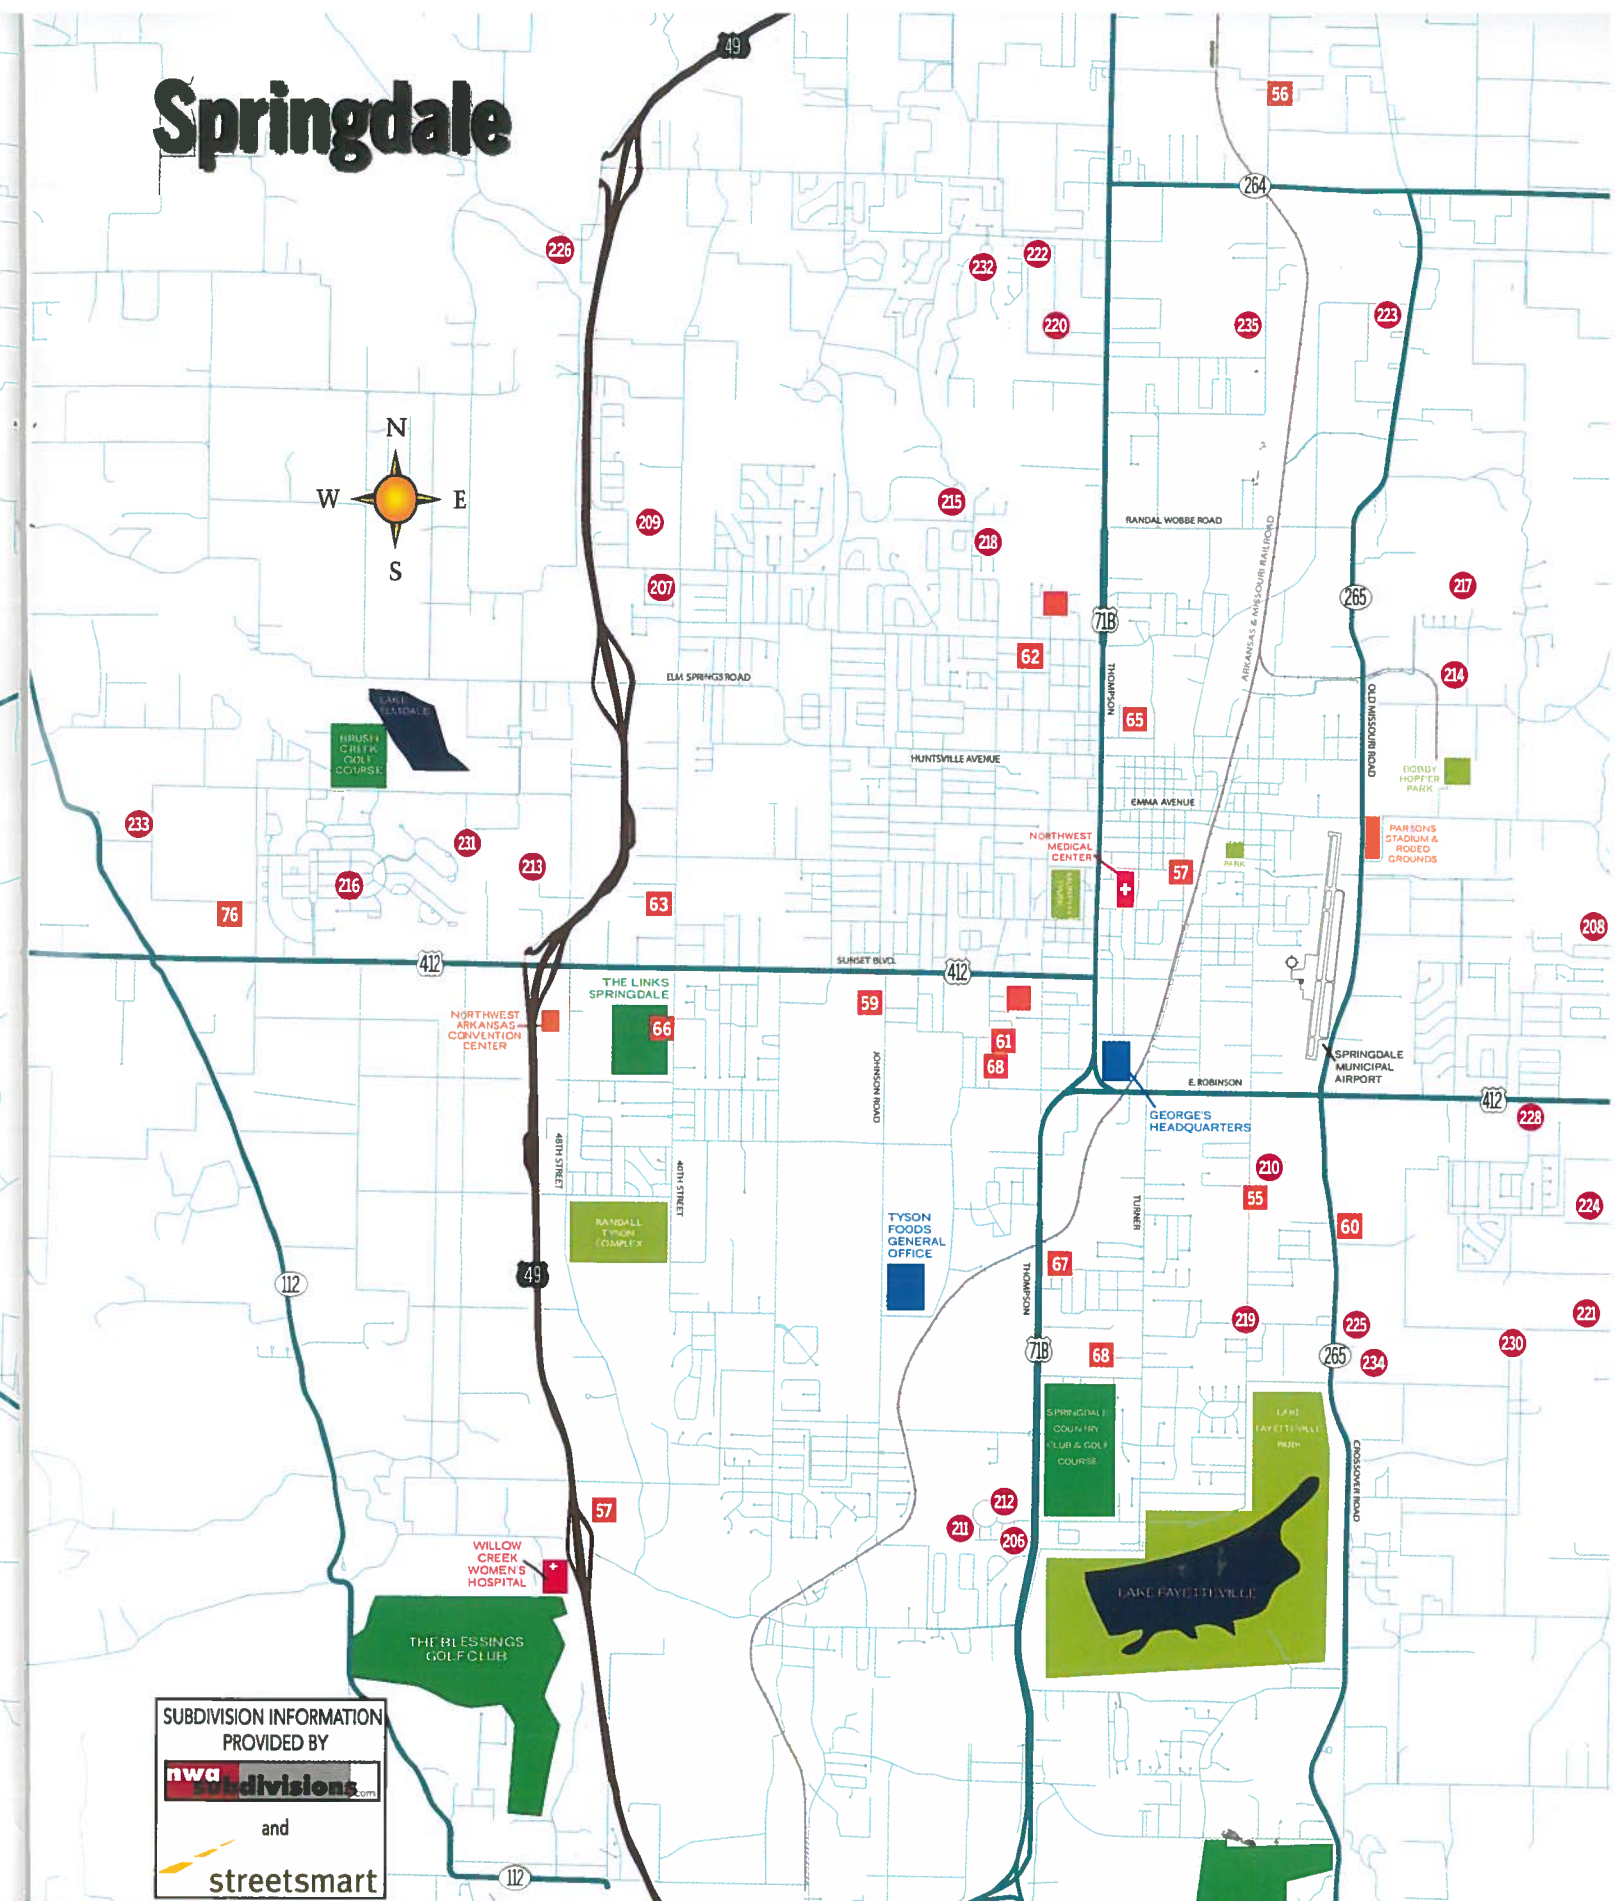 49
Springdale
56
264
226
222
232
220
235
223
N
W
E
S
215
209
RANDAL WOBBE ROAD
218
ARKANSAS & MISSOURI RAILROAD
207
217
265
71B
62
ELM SPRINGS ROAD
THOMPSON
214
65
OLD MISSOURI ROAD
LAKE
ELMDALE
BRUSH
CREEK
GOLF
COURSE
HUNTSVILLE AVENUE
BOBBY
HOPPER
PARK
EMMA AVENUE
233
231
213
216
76
63
NORTHWEST
MEDICAL
CENTER
57
PARK
PARSONS
STADIUM &
RODEO
GROUNDS
208
412
SUNSET BLVD.
412
THE LINKS
SPRINGDALE
66
59
NORTHWEST
ARKANSAS
CONVENTION
CENTER
61
68
JOHNSON ROAD
SPRINGDALE
MUNICIPAL
AIRPORT
E. ROBINSON
412
GEORGE'S
HEADQUARTERS
228
48TH STREET
40TH STREET
210
55
TURNER
224
60
RANDALL
TYSON
COMPLEX
TYSON
FOODS
GENERAL
OFFICE
67
THOMPSON
112
49
219
225
221
230
71B
68
265
234
SPRINGDALE
COUNTRY
CLUB & GOLF
COURSE
LAKE
FAYETTEVILLE
PARK
CROSSOVER ROAD
57
212
211
206
WILLOW
CREEK
WOMEN'S
HOSPITAL
LAKE FAYETTEVILLE
THE BLESSINGS
GOLF CLUB
SUBDIVISION INFORMATION
PROVIDED BY
nwa
subdivisions.com
and
streetsmart
112